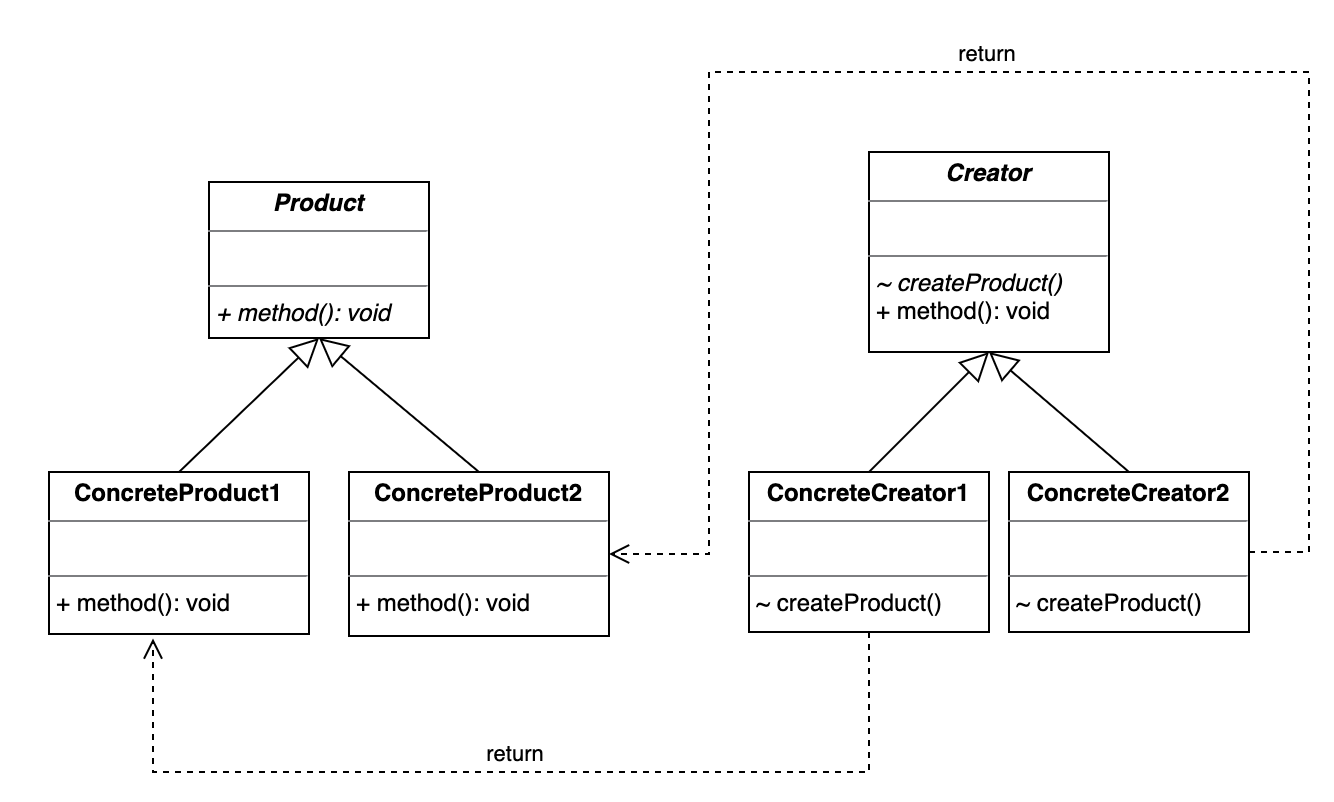 return
Creator
~ createProduct()
+ method(): void
Product
+ method(): void
ConcreteProduct1
+ method(): void
ConcreteProduct2
+ method(): void
ConcreteCreator1
~ createProduct()
ConcreteCreator2
~ createProduct()
return